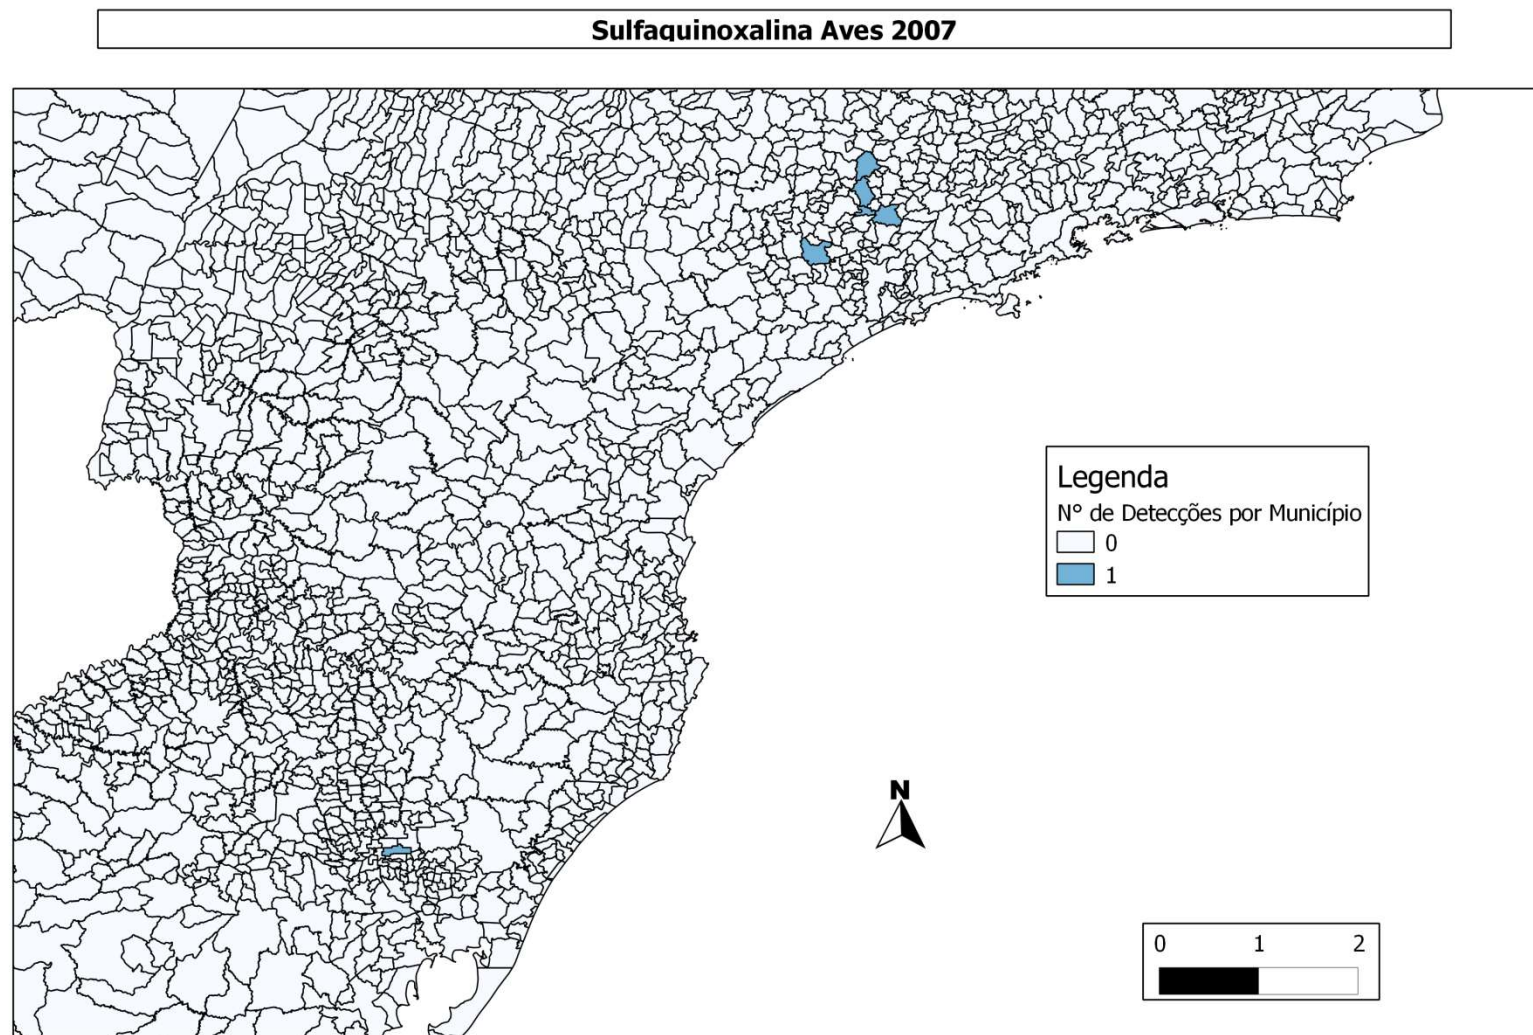 Sulfaquinoxalina Aves 2007
Legenda
N° de Detecções por Município
0
1
N
0 1 2